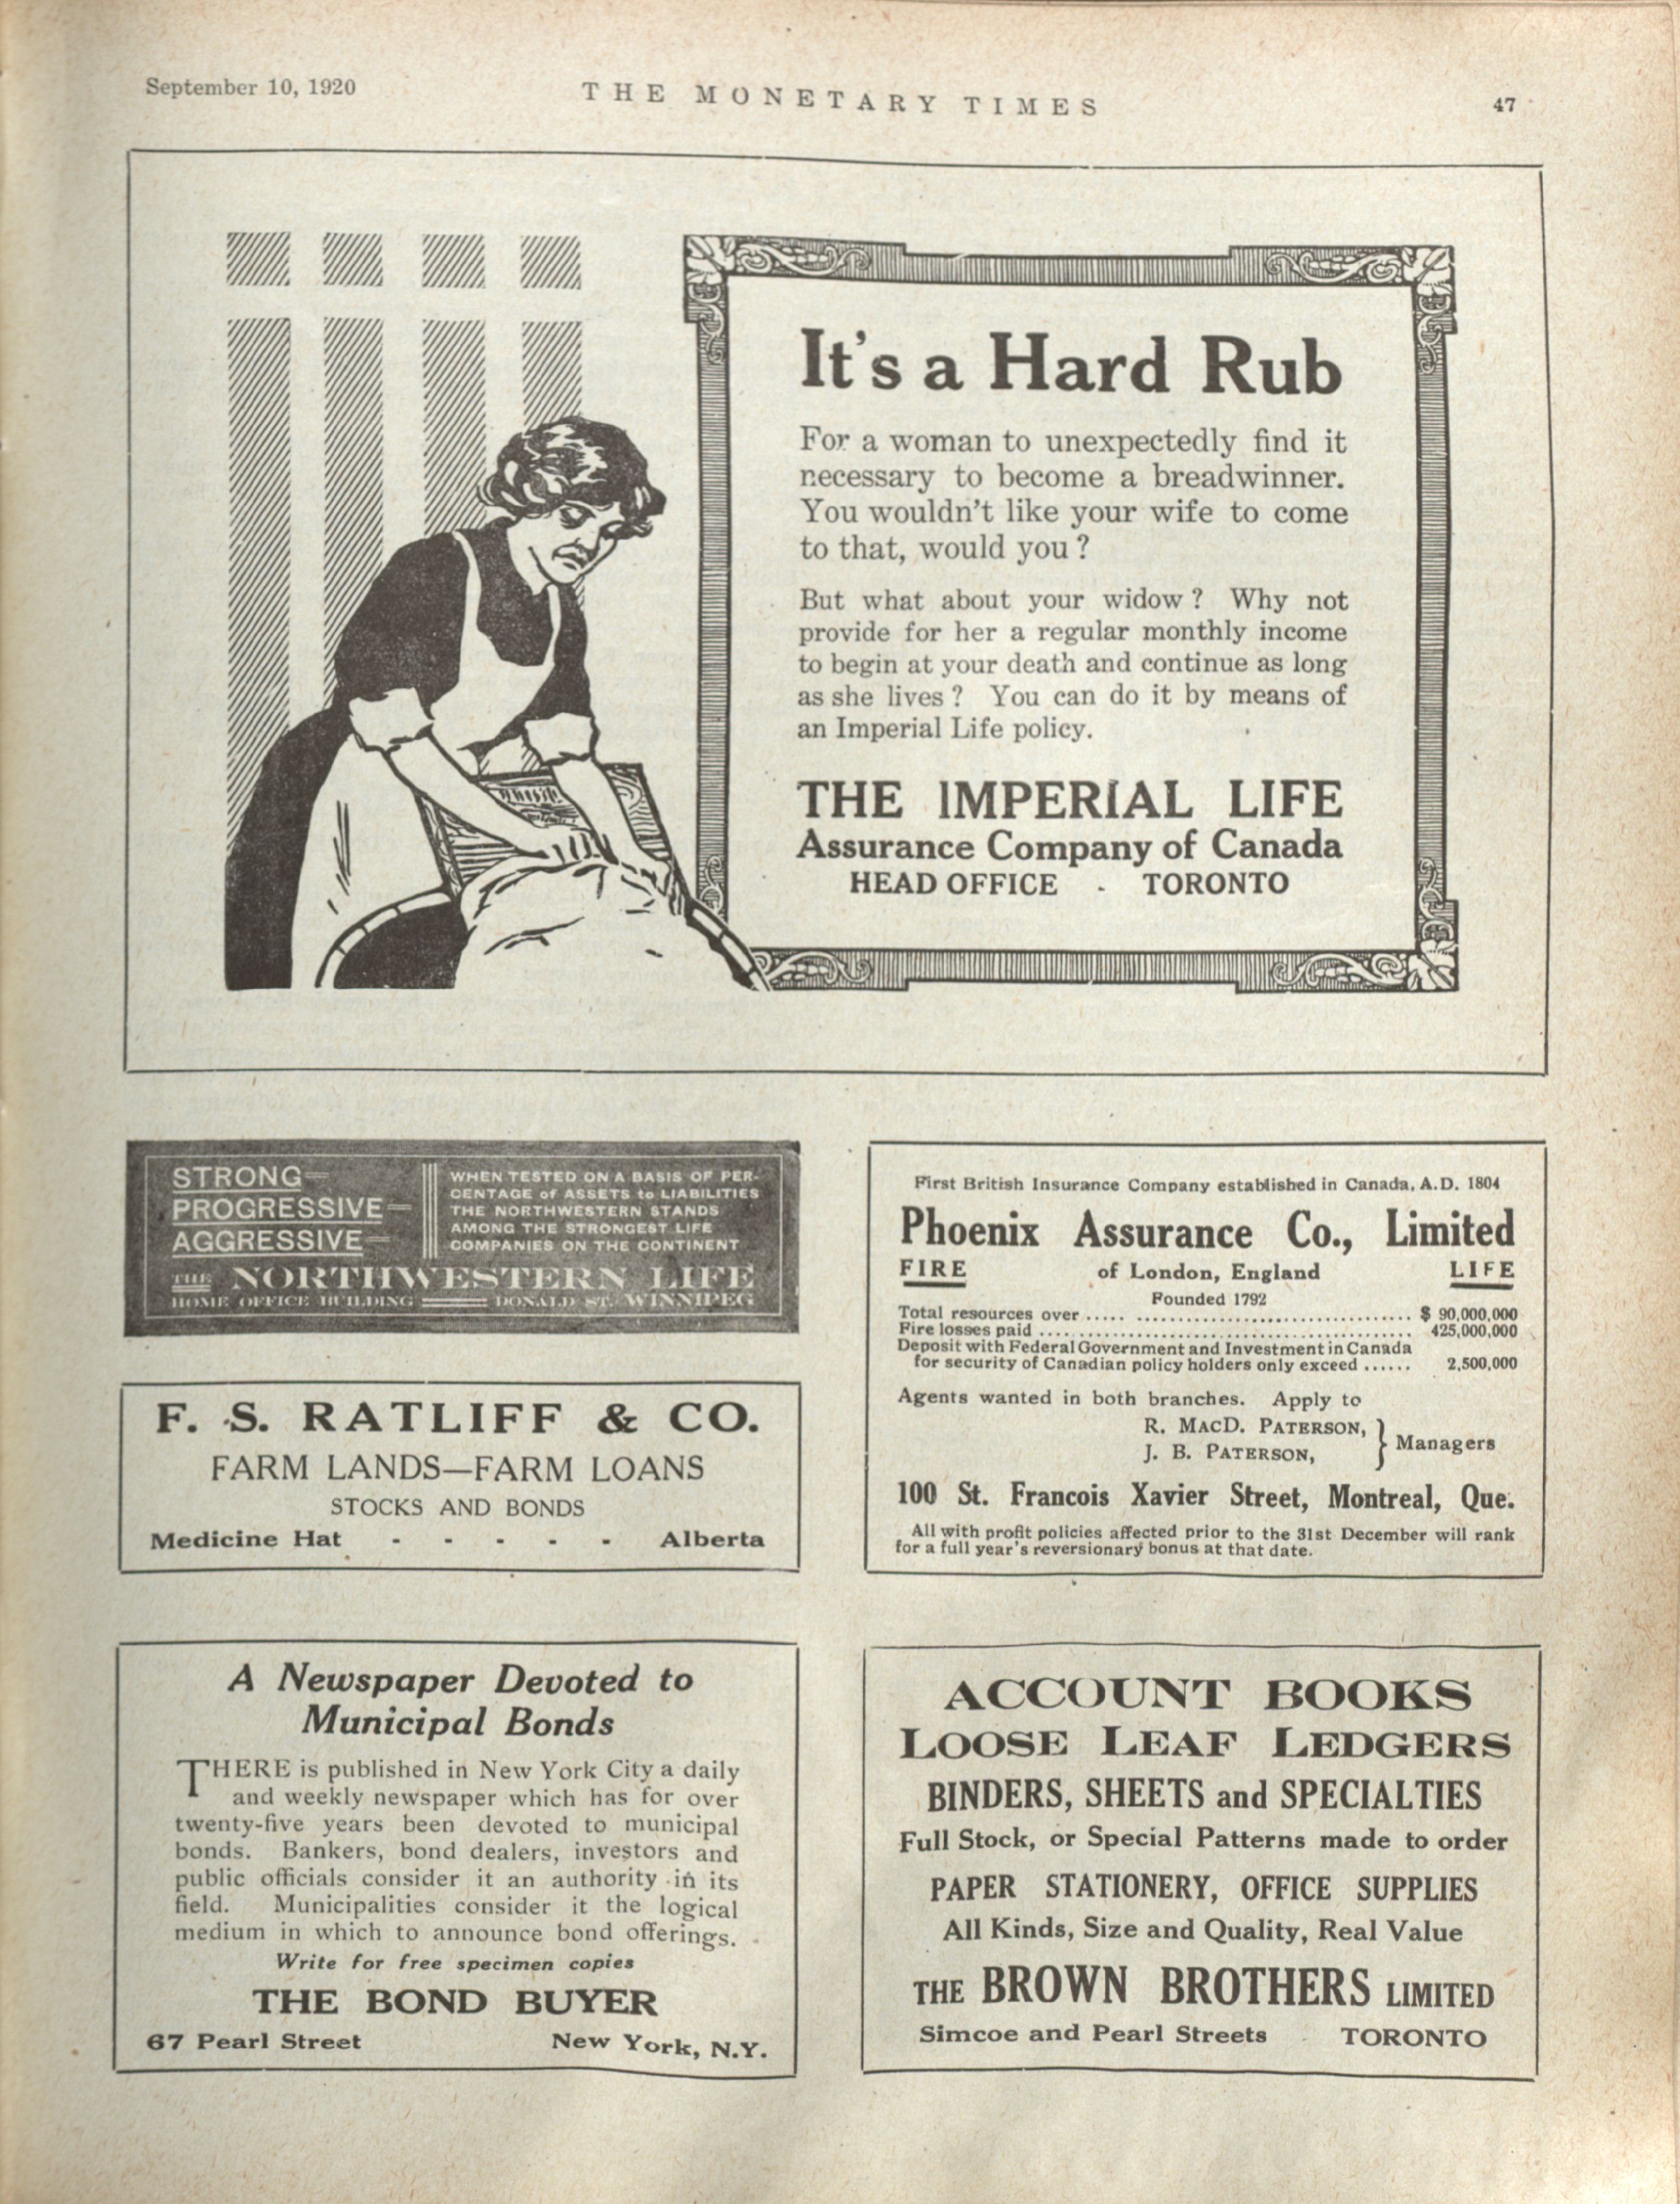 September 10, 1920
THE MONETARY TIMES
47
It's a Hard Rub
For a woman to unexpectedly find it
necessary to become a breadwinner.
You wouldn't like your wife to come
to that, would you?
But what about your widow? Why not
provide for her a regular monthly income
to begin at your death and continue as long
as she lives? You can do it by means of
an Imperial Life policy.
THE IMPERIAL LIFE
Assurance Company of Canada
HEAD OFFICE - TORONTO
STRONG
PROGRESSIVE
AGGRESSIVE
WHEN TESTED ON A BASIS OF PER-
CENTAGE of ASSETS to LIABILITIES
THE NORTHWESTERN STANDS
AMONG THE STRONGEST LIFE
COMPANIES ON THE CONTINENT
THE NORTHWESTERN LIFE
HOME OFFICE BUILDING DONALD ST. WINNIPEG
F. S. RATLIFF & CO.
FARM LANDS—FARM LOANS
STOCKS AND BONDS
Medicine Hat - - - - - Alberta
First British Insurance Company established in Canada, A.D. 1804
Phoenix Assurance Co., Limited
FIRE of London, England LIFE
Founded 1792
Total resources over ..... .................................. $ 90,000,000
Fire losses paid .............................................. 425,000,000
Deposit with Federal Government and Investment in Canada
for security of Canadian policy holders only exceed ...... 2,500,000
Agents wanted in both branches. Apply to
R. MACD. PATERSON,
J. B. PATERSON,
} Managers
100 St. Francois Xavier Street, Montreal, Que.
All with profit policies affected prior to the 31st December will rank
for a full year's reversionary bonus at that date.
A Newspaper Devoted to
Municipal Bonds
THERE is published in New York City a daily
and weekly newspaper which has for over
twenty-five years been devoted to municipal
bonds. Bankers, bond dealers, investors and
public officials consider it an authority in its
field. Municipalities consider it the logical
medium in which to announce bond offerings.
Write for free specimen copies
THE BOND BUYER
67 Pearl Street New York, N.Y.
ACCOUNT BOOKS
LOOSE LEAF LEDGERS
BINDERS, SHEETS and SPECIALTIES
Full Stock, or Special Patterns made to order
PAPER STATIONERY, OFFICE SUPPLIES
All Kinds, Size and Quality, Real Value
THE BROWN BROTHERS LIMITED
Simcoe and Pearl Streets TORONTO